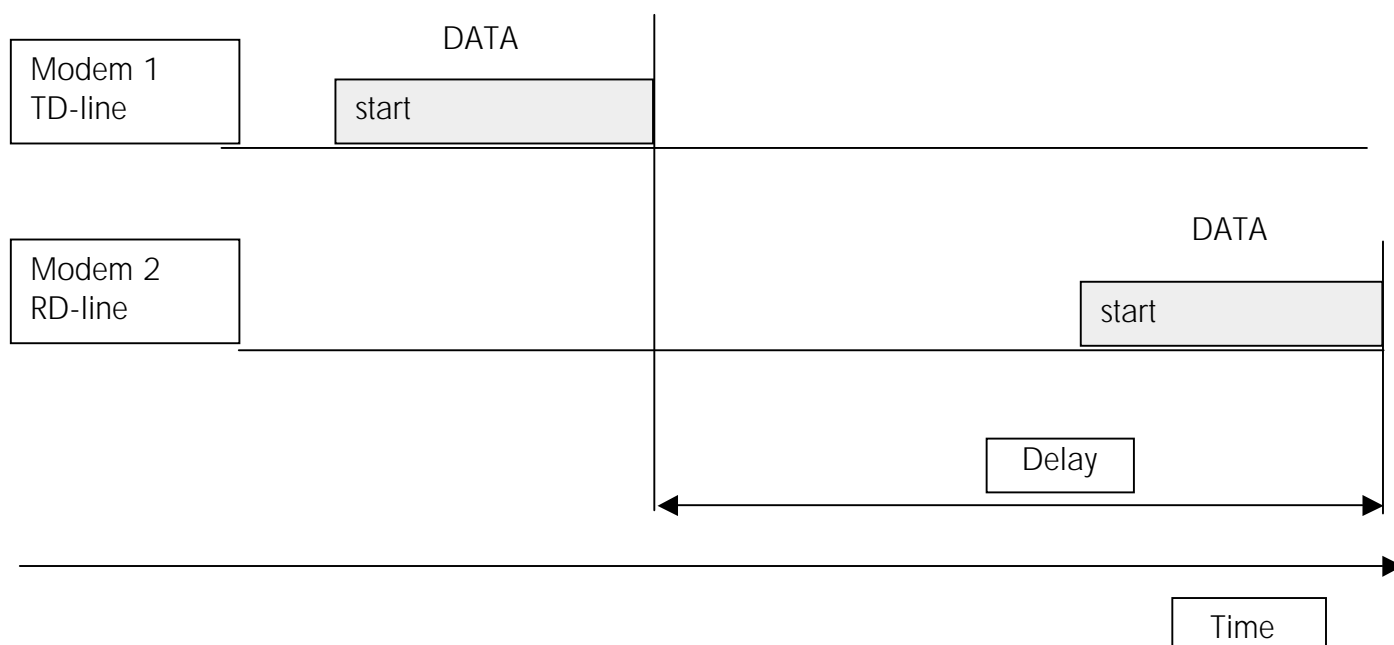 DATA
Modem 1
TD-line
start
DATA
Modem 2
RD-line
start
Delay
Time